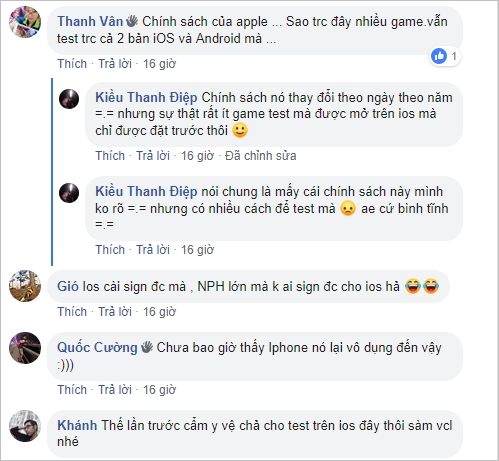 Thanh Vân Chính sách của apple ... Sao trc đây nhiều game.vẫn
test trc cả 2 bản iOS và Android mà ...
1
Thích · Trả lời · 16 giờ
Kiều Thanh Điệp Chính sách nó thay đổi theo ngày theo năm
=.= nhưng sự thật rất ít game test mà được mở trên ios mà
chỉ được đặt trước thôi 🙂
Thích · Trả lời · 16 giờ · Đã chỉnh sửa
Kiều Thanh Điệp nói chung là mấy cái chính sách này mình
ko rõ =.= nhưng có nhiều cách để test mà 😞 ae cứ bình tĩnh
=.=
Thích · Trả lời · 16 giờ
Gió Ios cài sign đc mà , NPH lớn mà k ai sign đc cho ios hả 😂😂
Thích · Trả lời · 16 giờ
Quốc Cường Chưa bao giờ thấy Iphone nó lại vô dụng đến vậy
:)))
Thích · Trả lời · 16 giờ
Khánh Thế lần trước cẩm y vệ chả cho test trên ios đây thôi sàm vcl
nhé